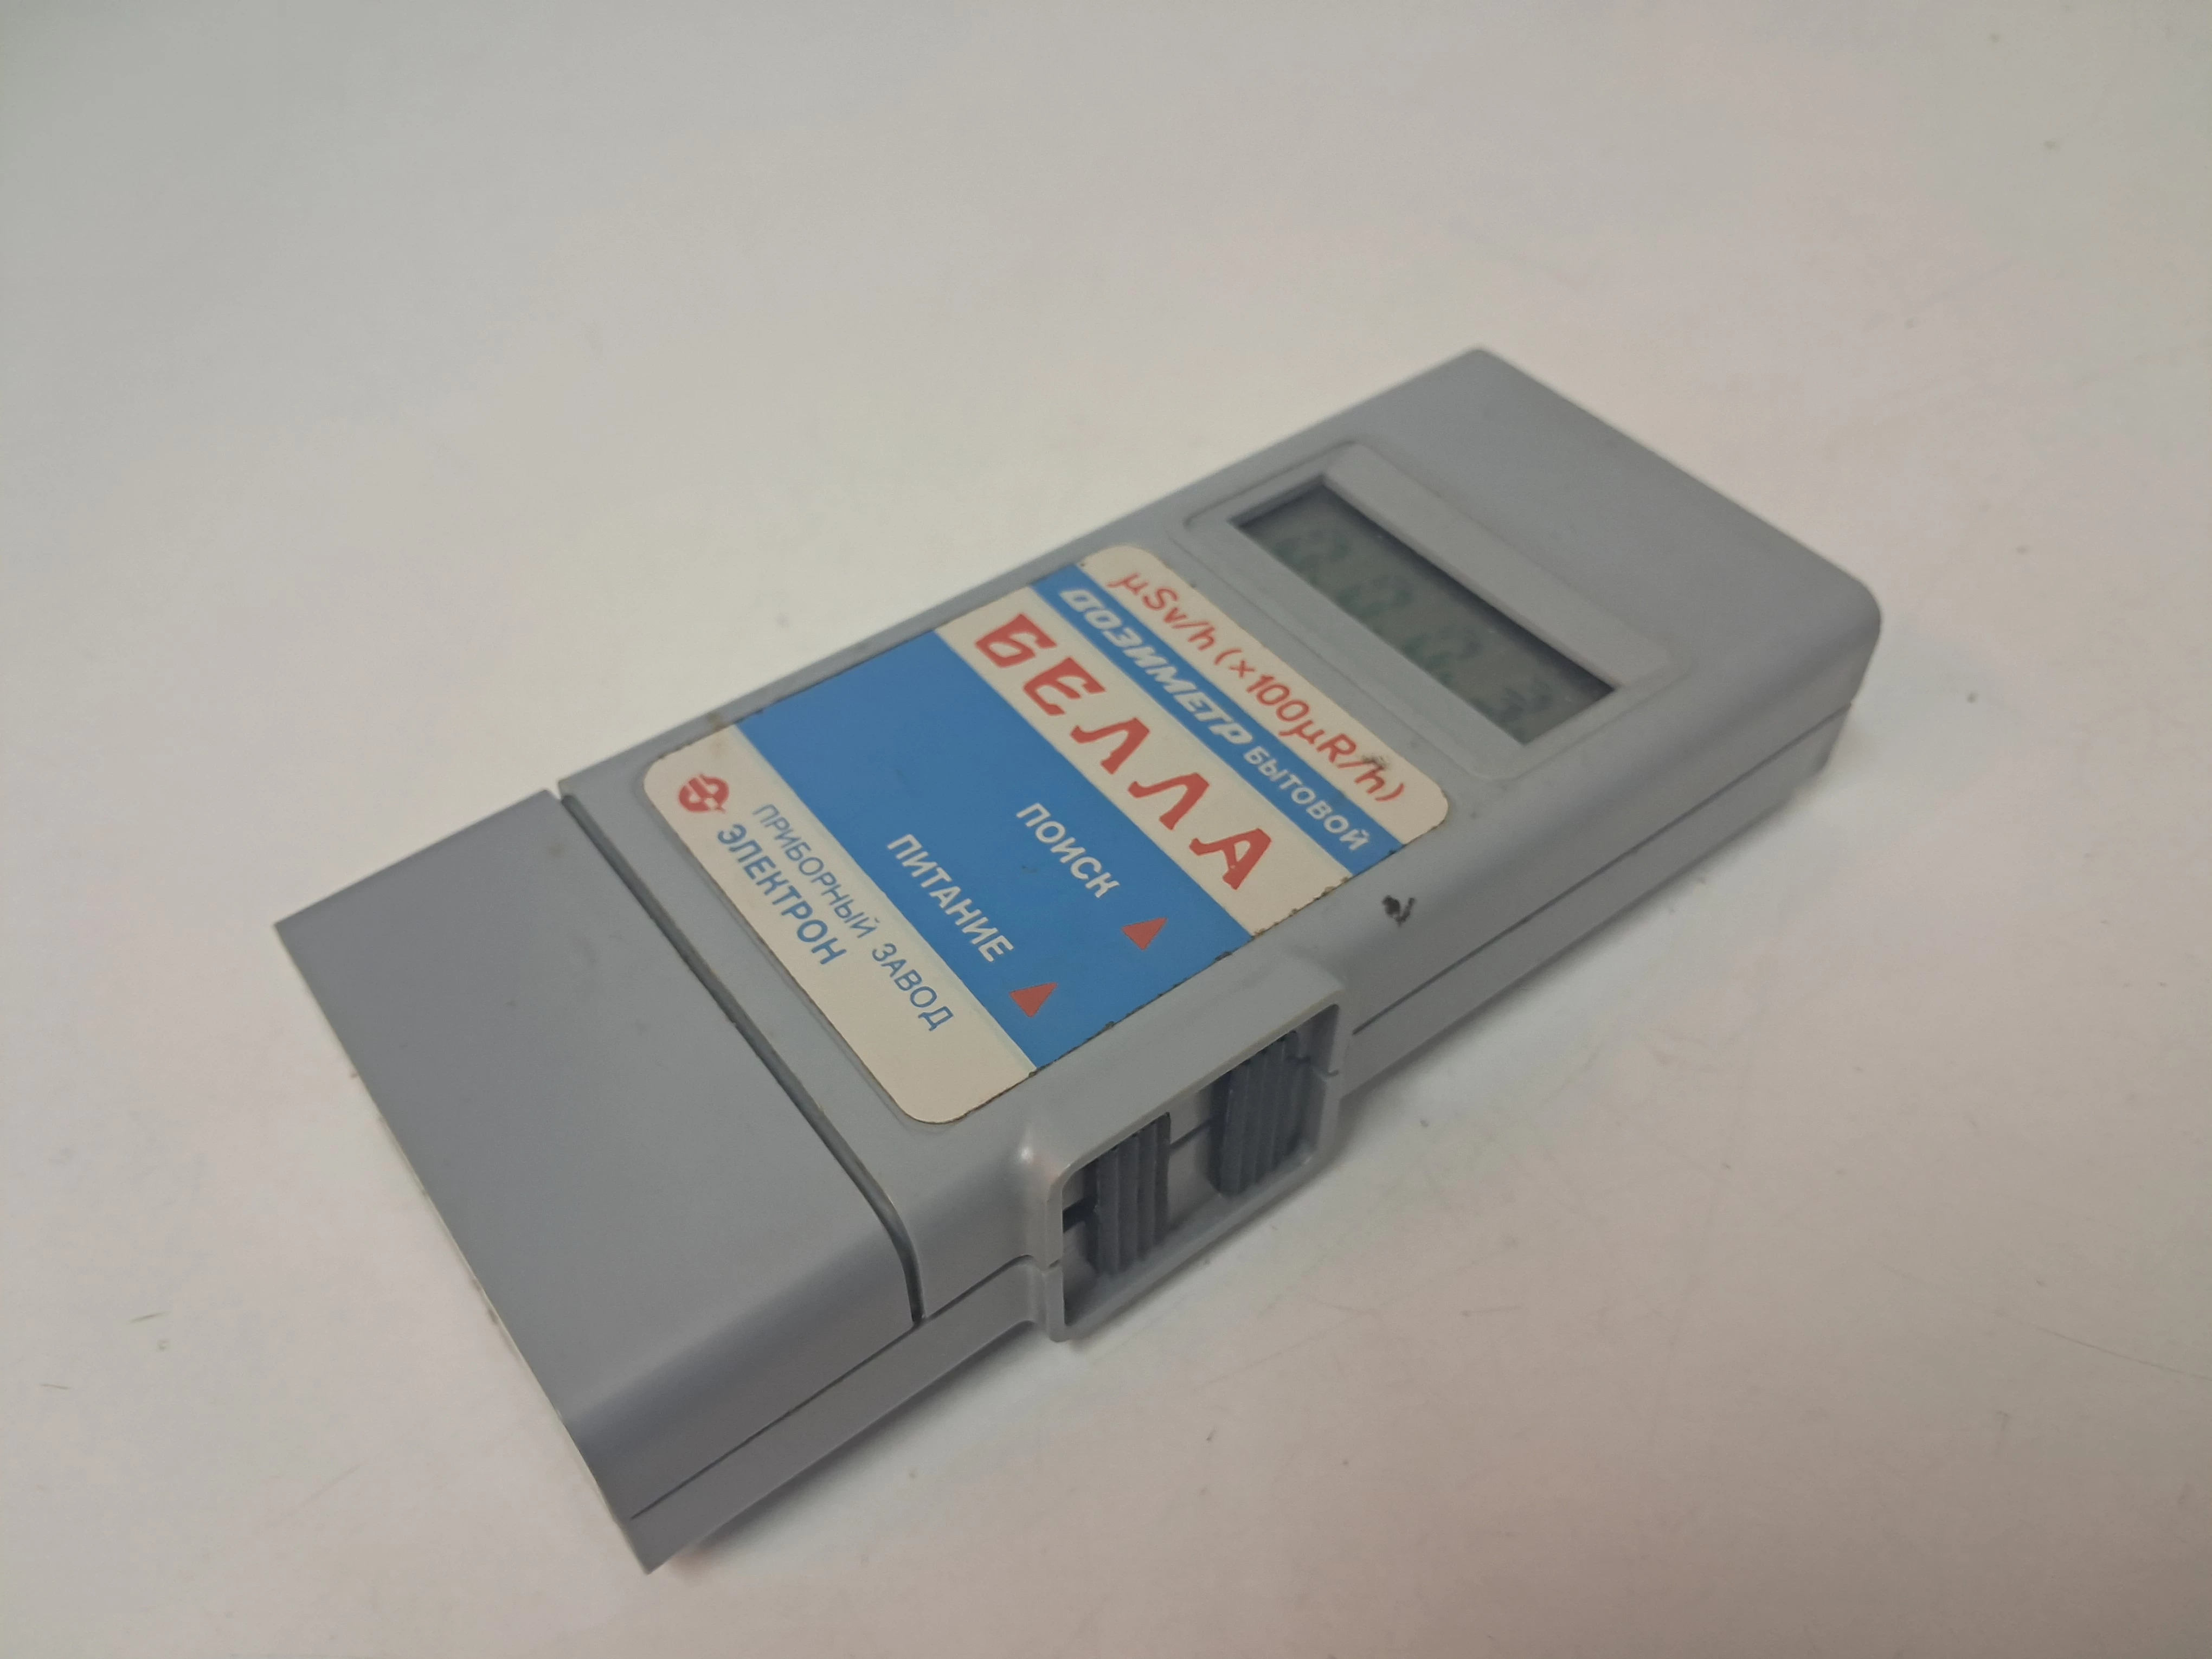 μSv/h (×100μR/h)
ДОЗИМЕТР БЫТОВОЙ
БЕЛЛА
ПОИСК
ПИТАНИЕ
ПРИБОРНЫЙ ЗАВОД
ЭЛЕКТРОН